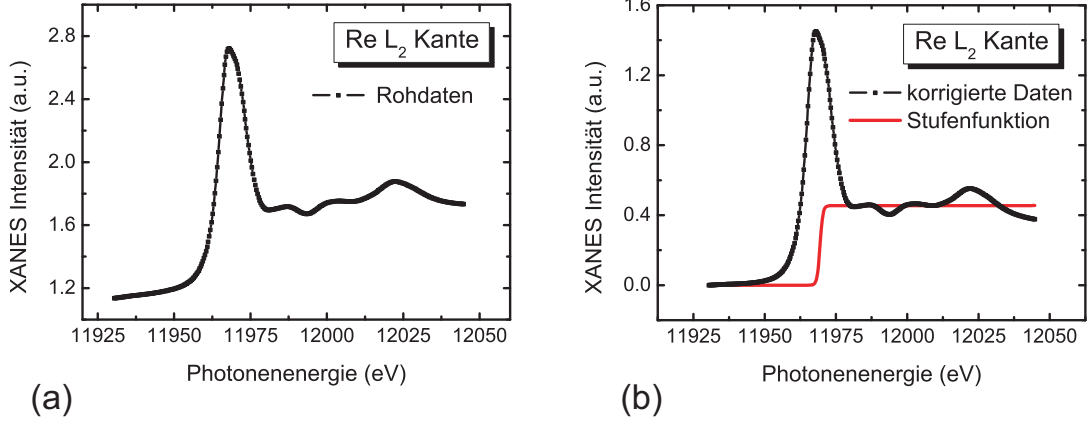 Re L2 Kante
Rohdaten
2.8
2.4
2.0
1.6
1.2
XANES Intensität (a.u.)
11925 11950 11975 12000 12025 12050
Photonenenergie (eV)
(a)
Re L2 Kante
korrigierte Daten
Stufenfunktion
1.6
1.2
0.8
0.4
0.0
XANES Intensität (a.u.)
11925 11950 11975 12000 12025 12050
Photonenenergie (eV)
(b)